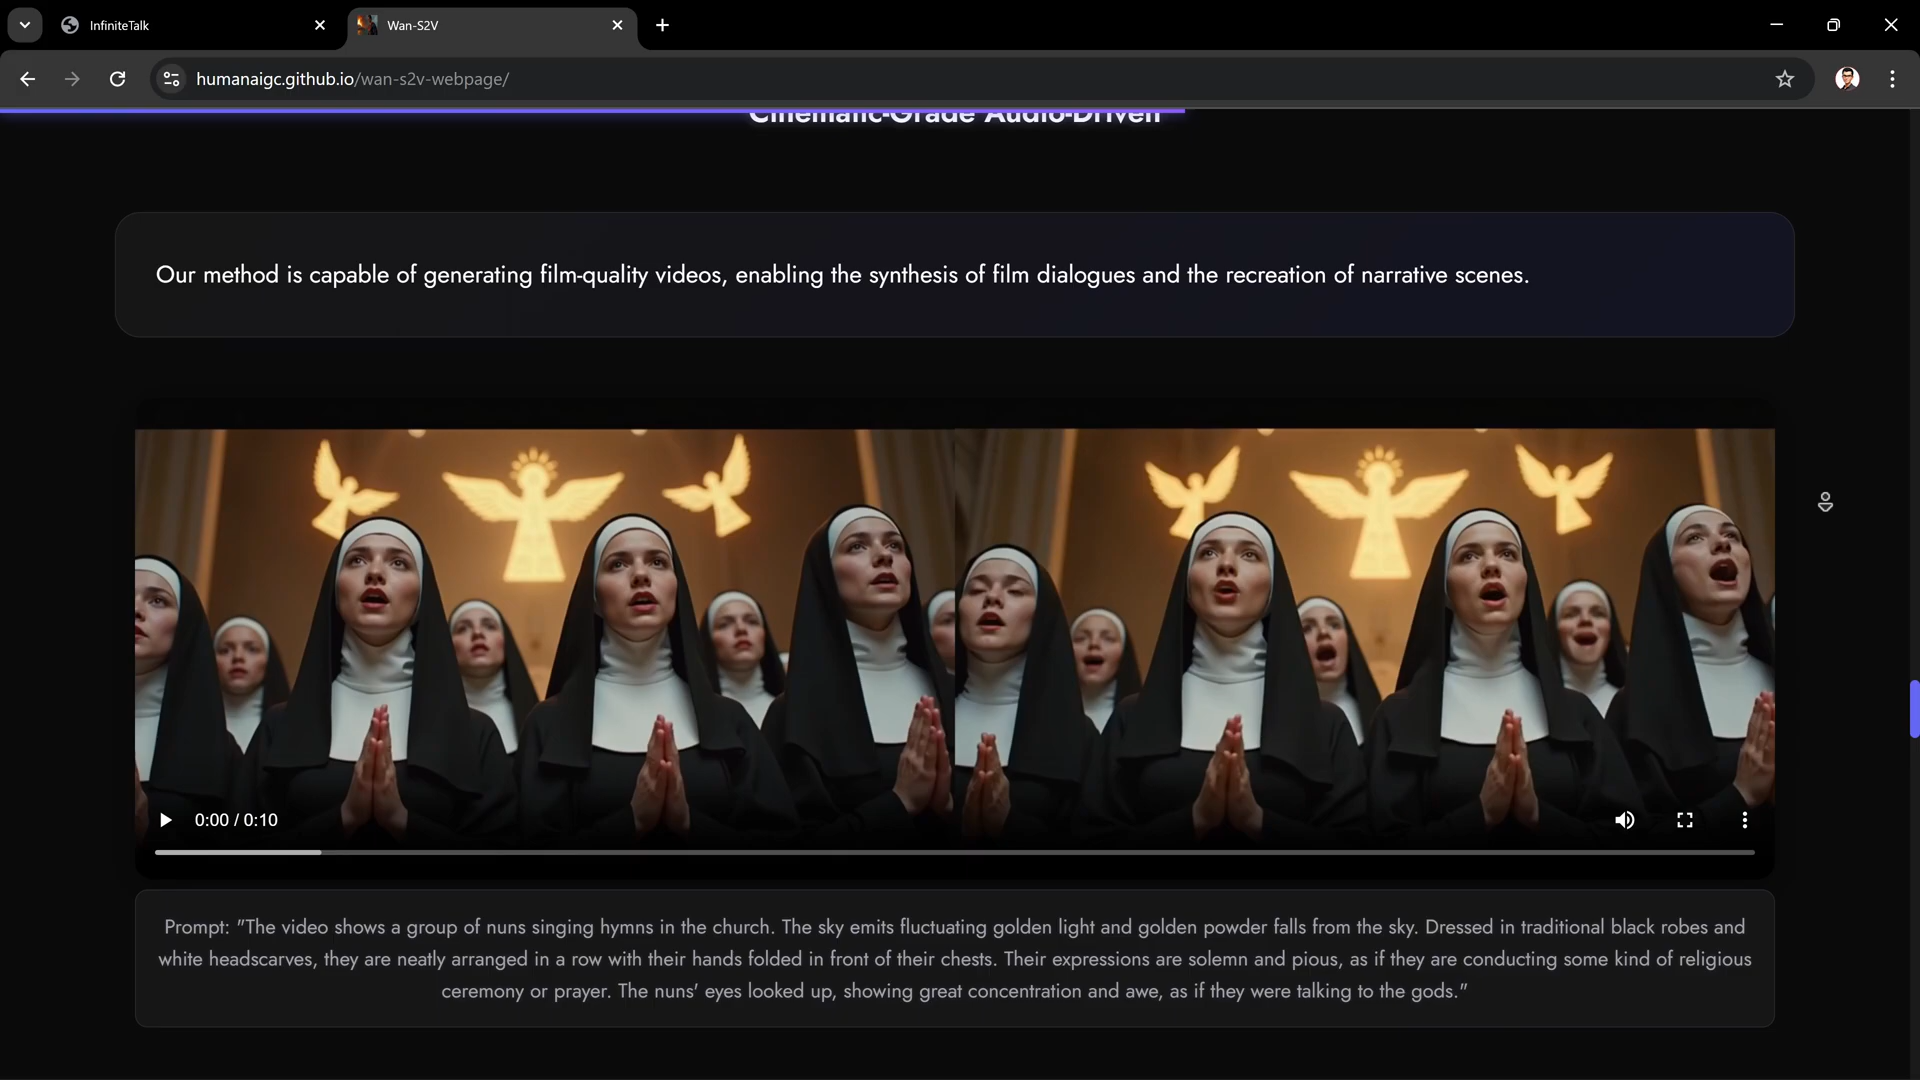 InfiniteTalk
Wan-S2V
humanaigc.github.io/wan-s2v-webpage/
Cinematic-Grade Audio-Driven
Our method is capable of generating film-quality videos, enabling the synthesis of film dialogues and the recreation of narrative scenes.
0:00 / 0:10
Prompt: "The video shows a group of nuns singing hymns in the church. The sky emits fluctuating golden light and golden powder falls from the sky. Dressed in traditional black robes and
white headscarves, they are neatly arranged in a row with their hands folded in front of their chests. Their expressions are solemn and pious, as if they are conducting some kind of religious
ceremony or prayer. The nuns' eyes looked up, showing great concentration and awe, as if they were talking to the gods."